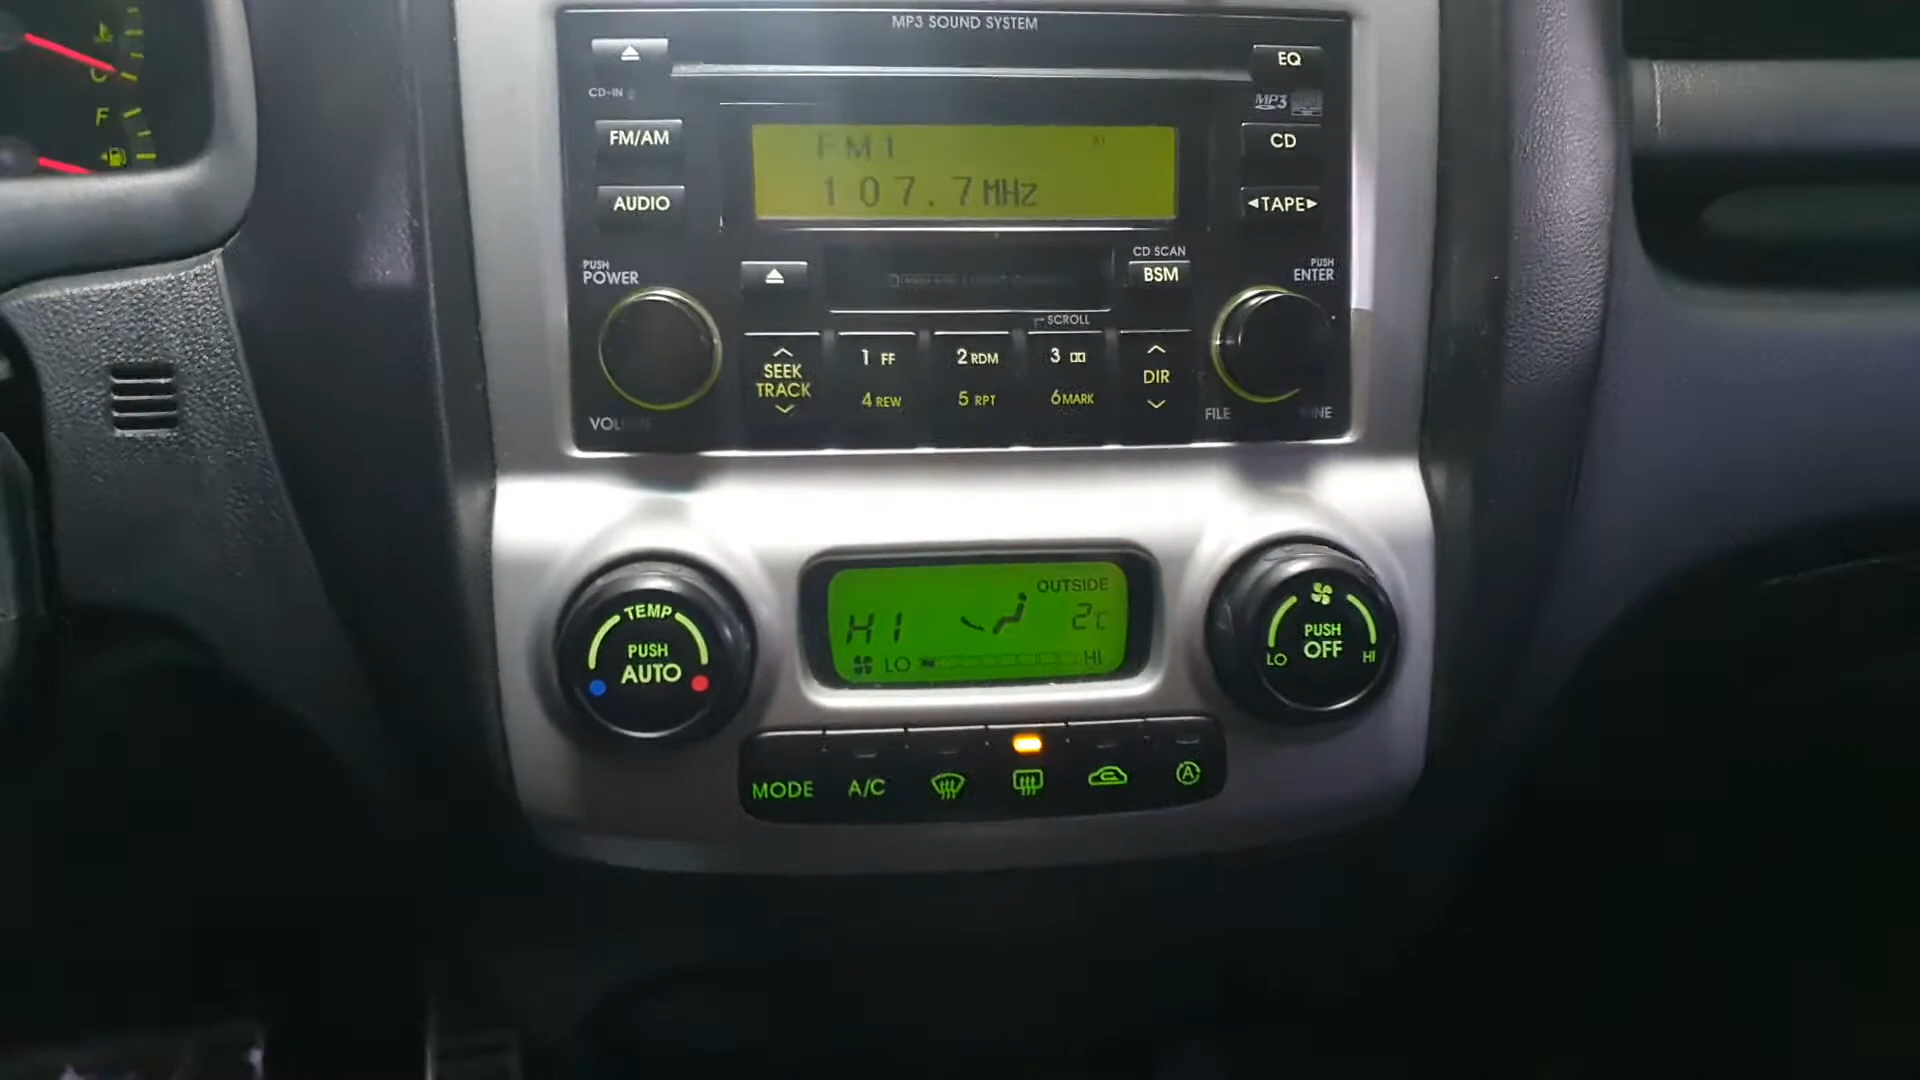 MP3 SOUND SYSTEM
EQ
CD-IN
MP3
FM/AM
CD
FM1
107.7MHz
AUDIO
◀TAPE▶
CD SCAN
BSM
PUSH
POWER
PUSH
ENTER
SCROLL
SEEK
TRACK
1 FF
2 RDM
3
DIR
4 REW
5 RPT
6 MARK
FILE
C
F
TEMP
PUSH
AUTO
OUTSIDE
HI
2°C
LO
HI
PUSH
OFF
LO
HI
MODE
A/C
A